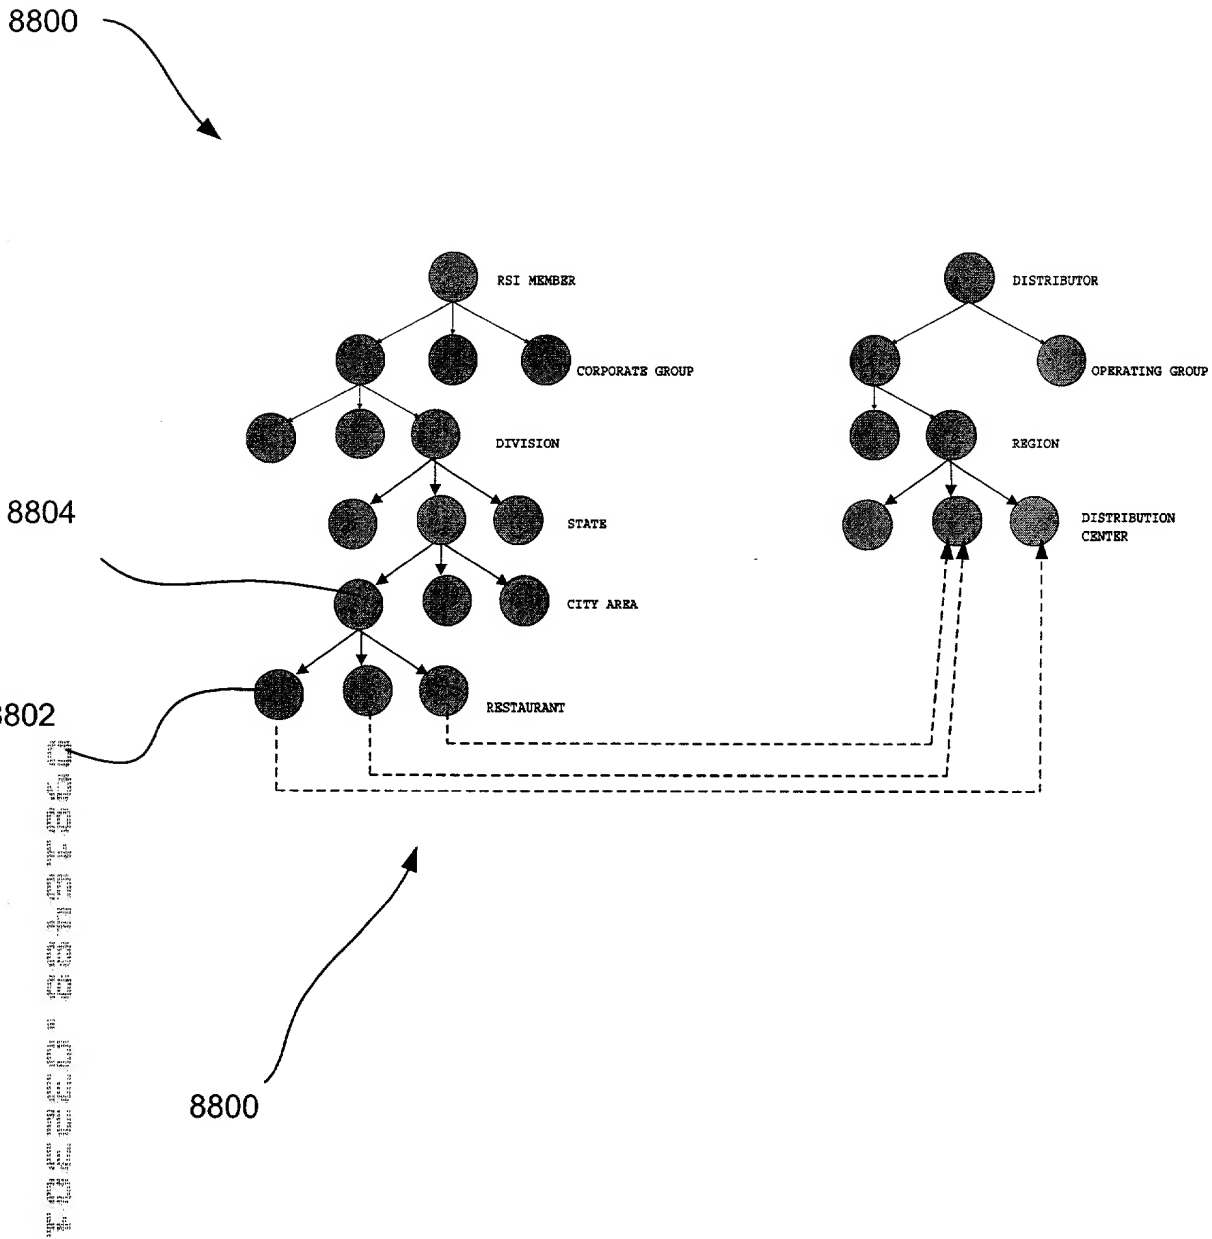 8800
RSI MEMBER
DISTRIBUTOR
CORPORATE GROUP
OPERATING GROUP
DIVISION
REGION
8804
STATE
DISTRIBUTION
CENTER
CITY AREA
RESTAURANT
8802
8800